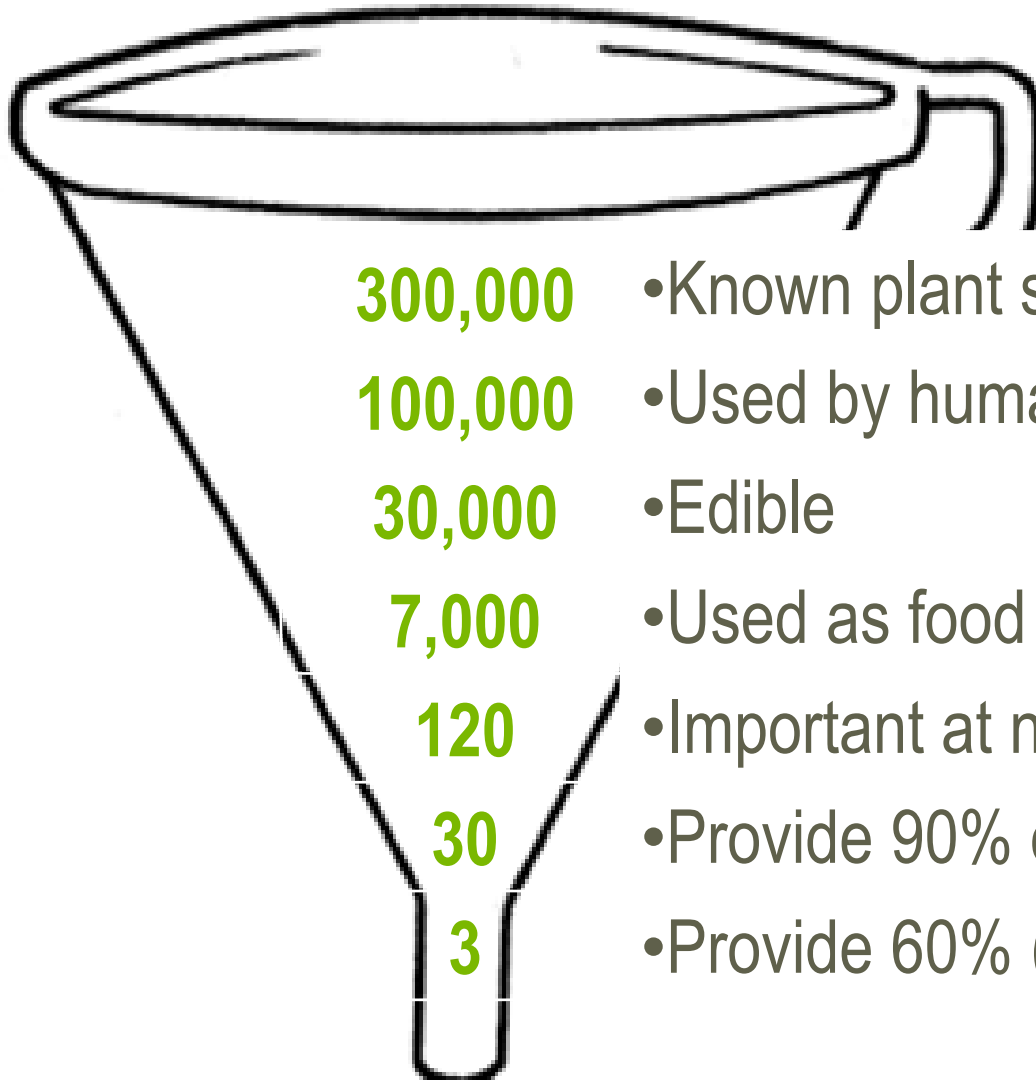 300,000 •Known plant
100,000 •Used by
30,000 •Edible
7,000 •Used as food
120 •Important at
30 •Provide 90%
3 •Provide 60%